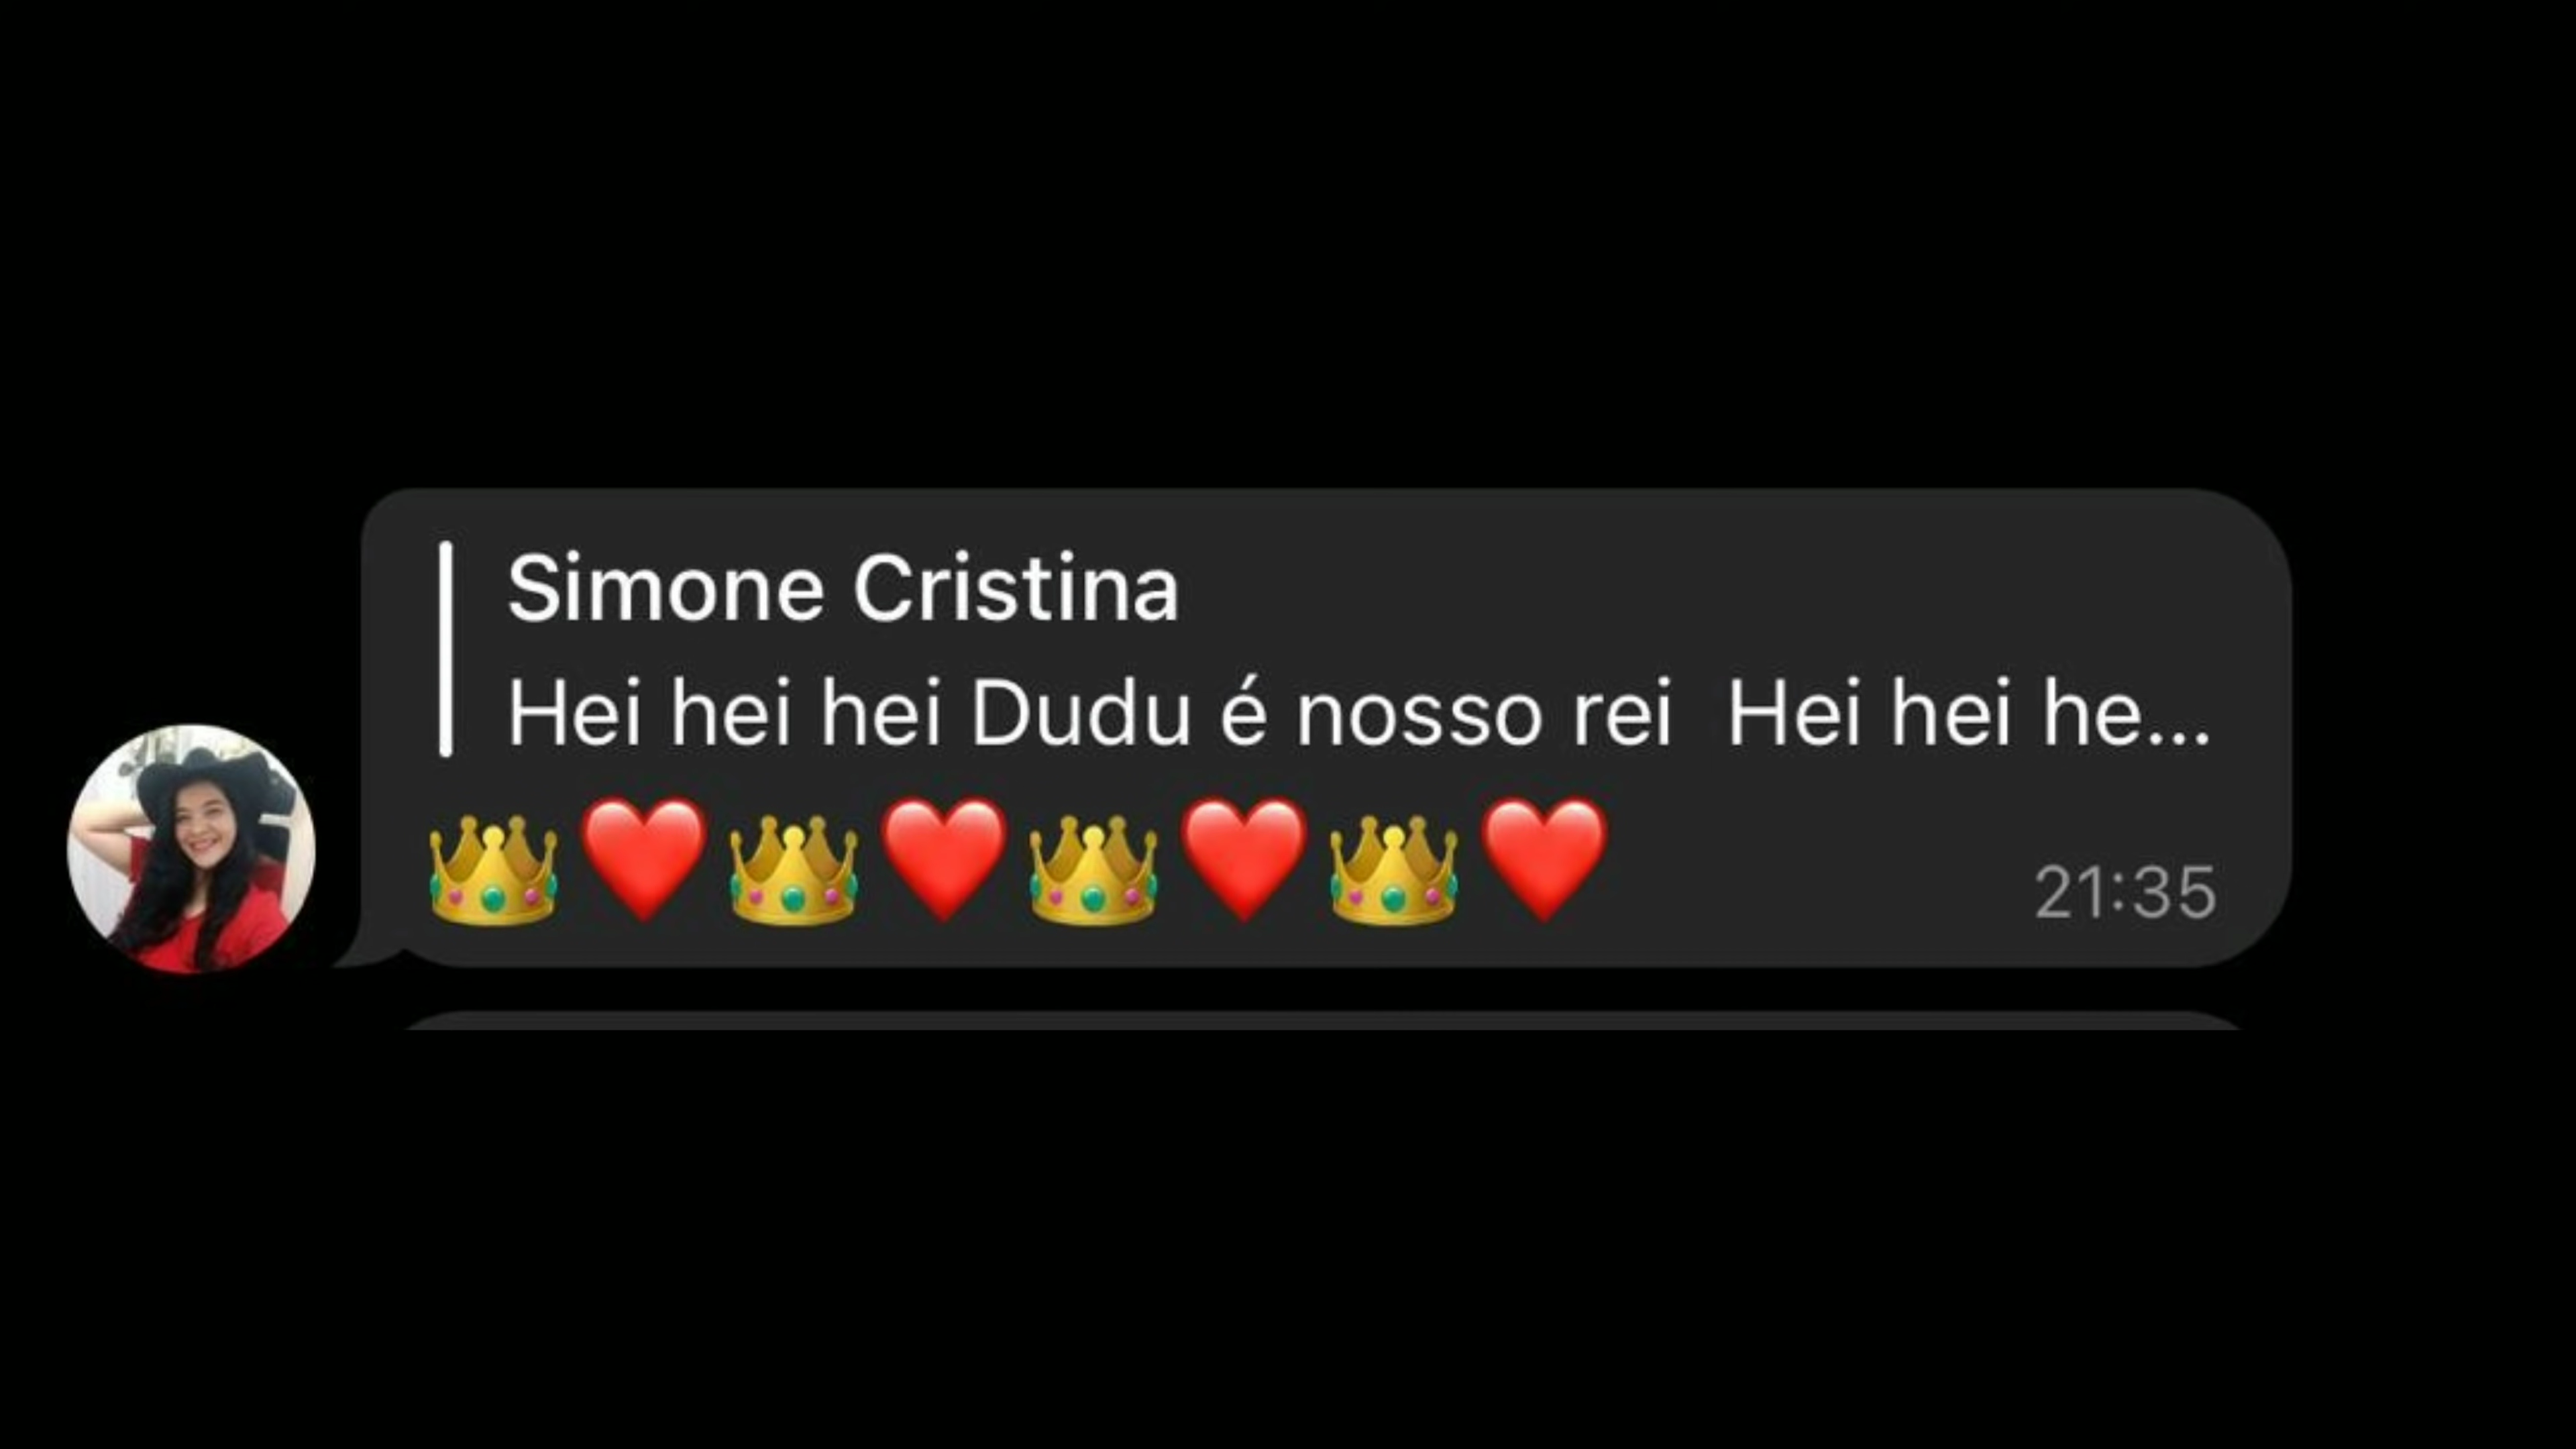 Simone Cristina
Hei hei hei Dudu é nosso rei  Hei hei he...
👑❤️👑❤️👑❤️👑❤️
21:35